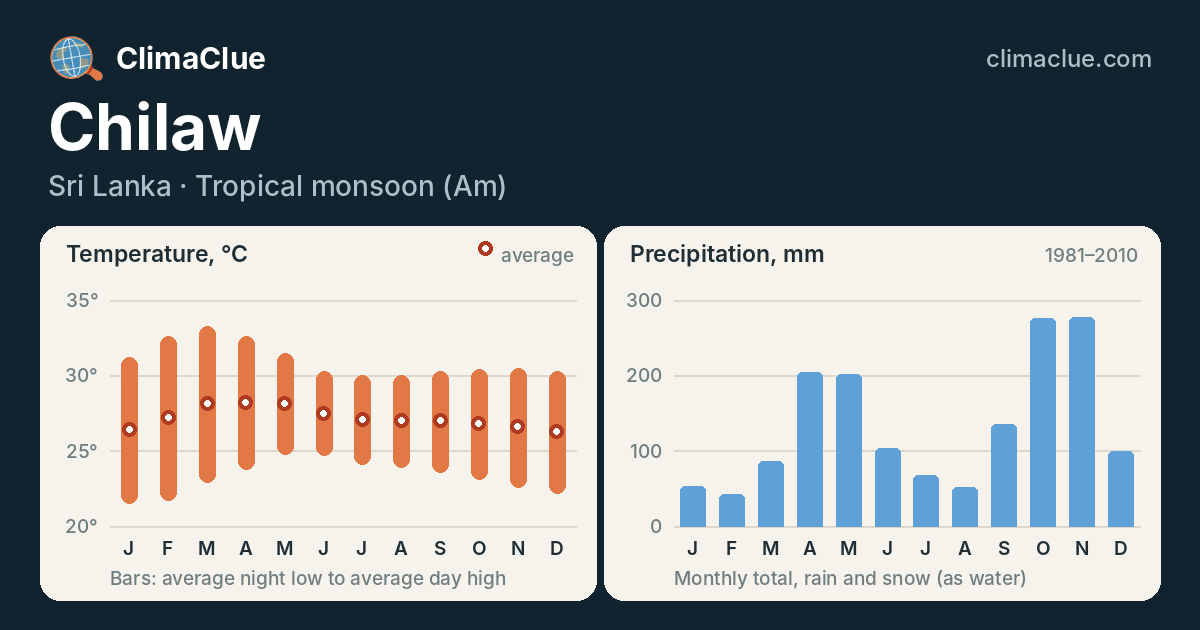 ClimaClue
climaclue.com
Chilaw
Sri Lanka · Tropical monsoon (Am)
Temperature, °C
average
35°
30°
25°
20°
J F M A M J J A S O N D
Bars: average night low to average day high
Precipitation, mm
1981–2010
300
200
100
0
J F M A M J J A S O N D
Monthly total, rain and snow (as water)